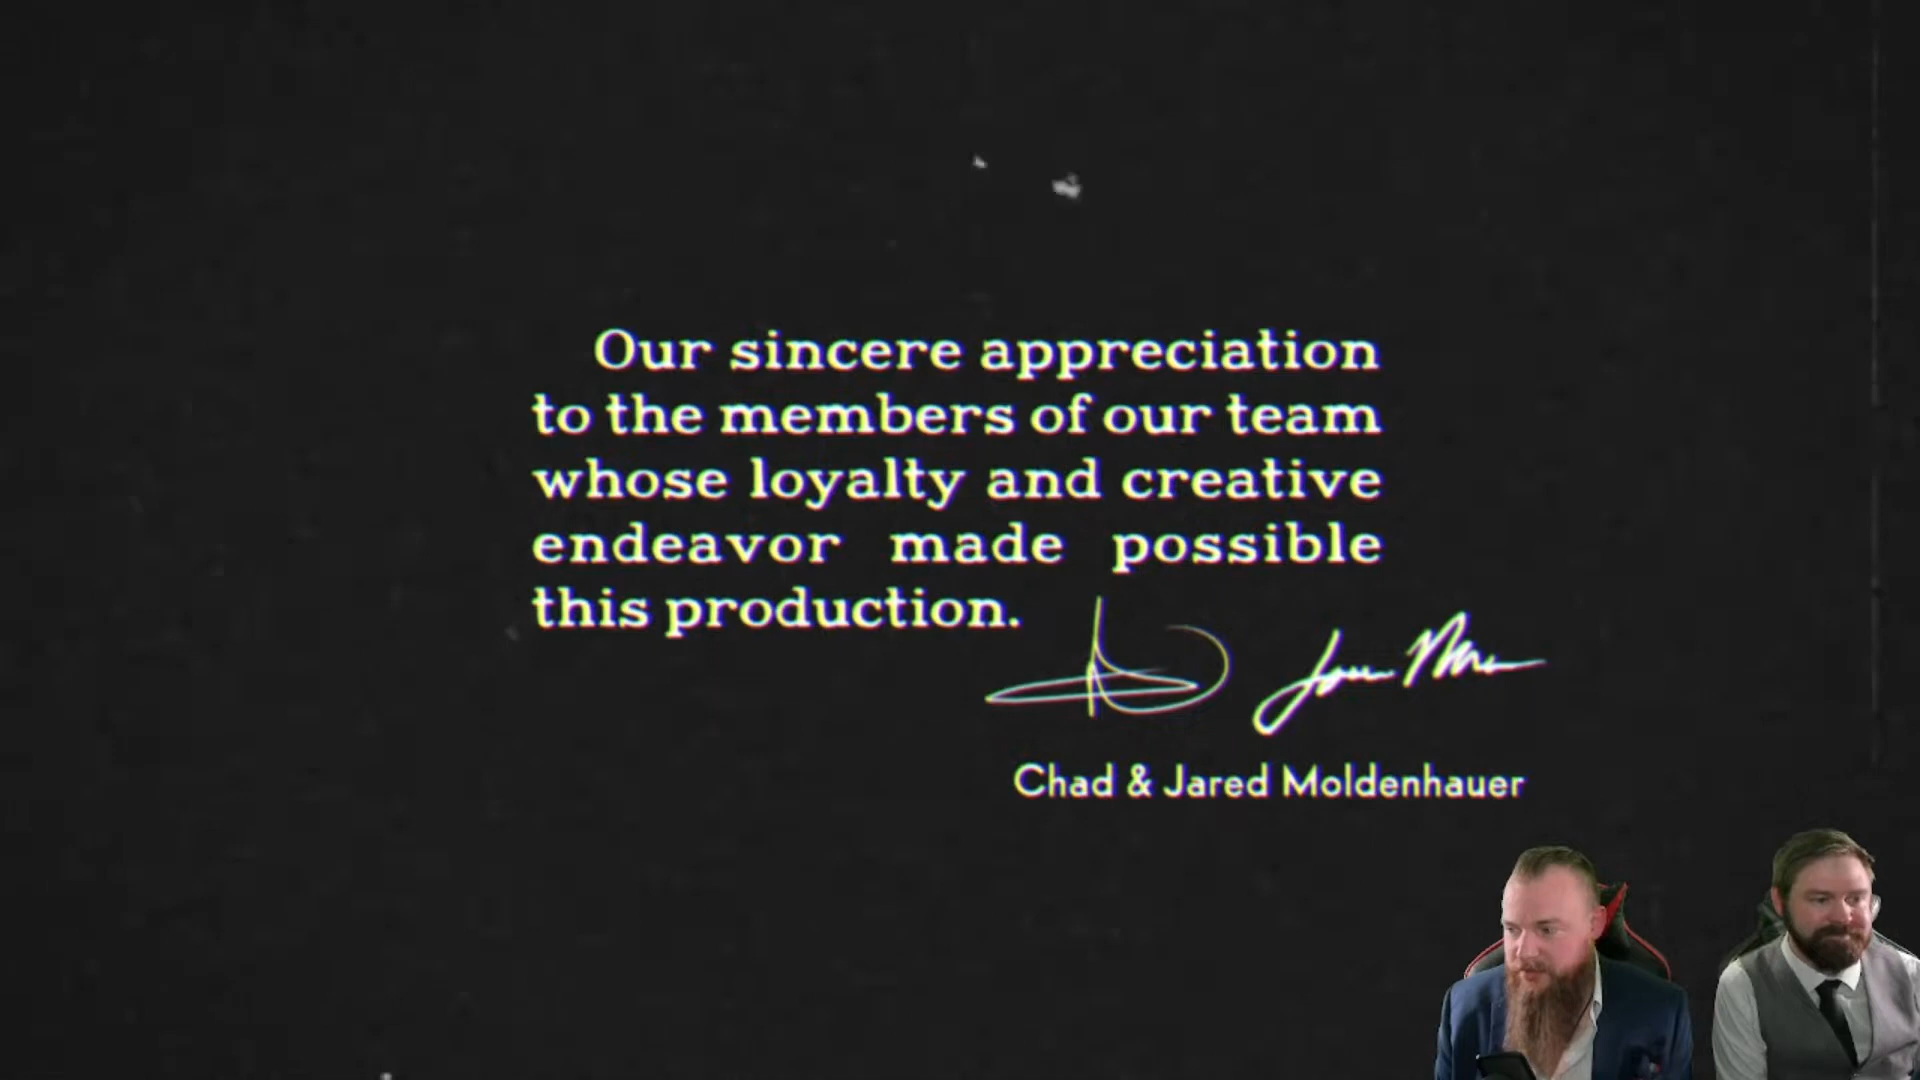 Our sincere appreciation
to the members of our team
whose loyalty and creative
endeavor made possible
this production.
Chad & Jared Moldenhauer